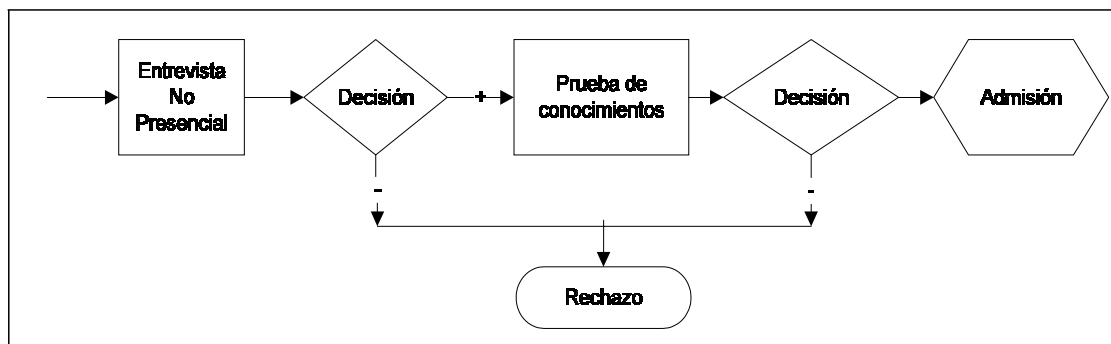 Entrevista
No
Presencial
Decisión
+
Prueba de
conocimientos
Decisión
Admisión
-
-
Rechazo